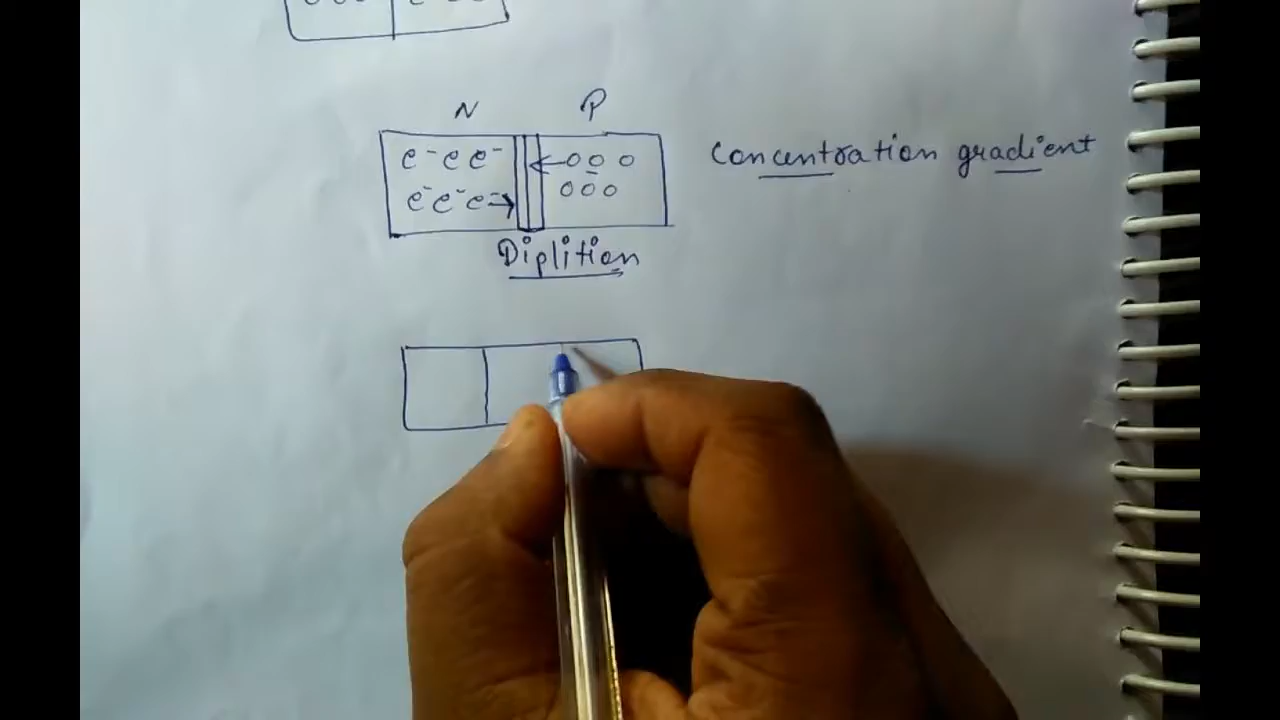 N P
e⁻ e e⁻ o o o
e⁻ e⁻ e⁻ o o o
Concentration gradient
Diplition